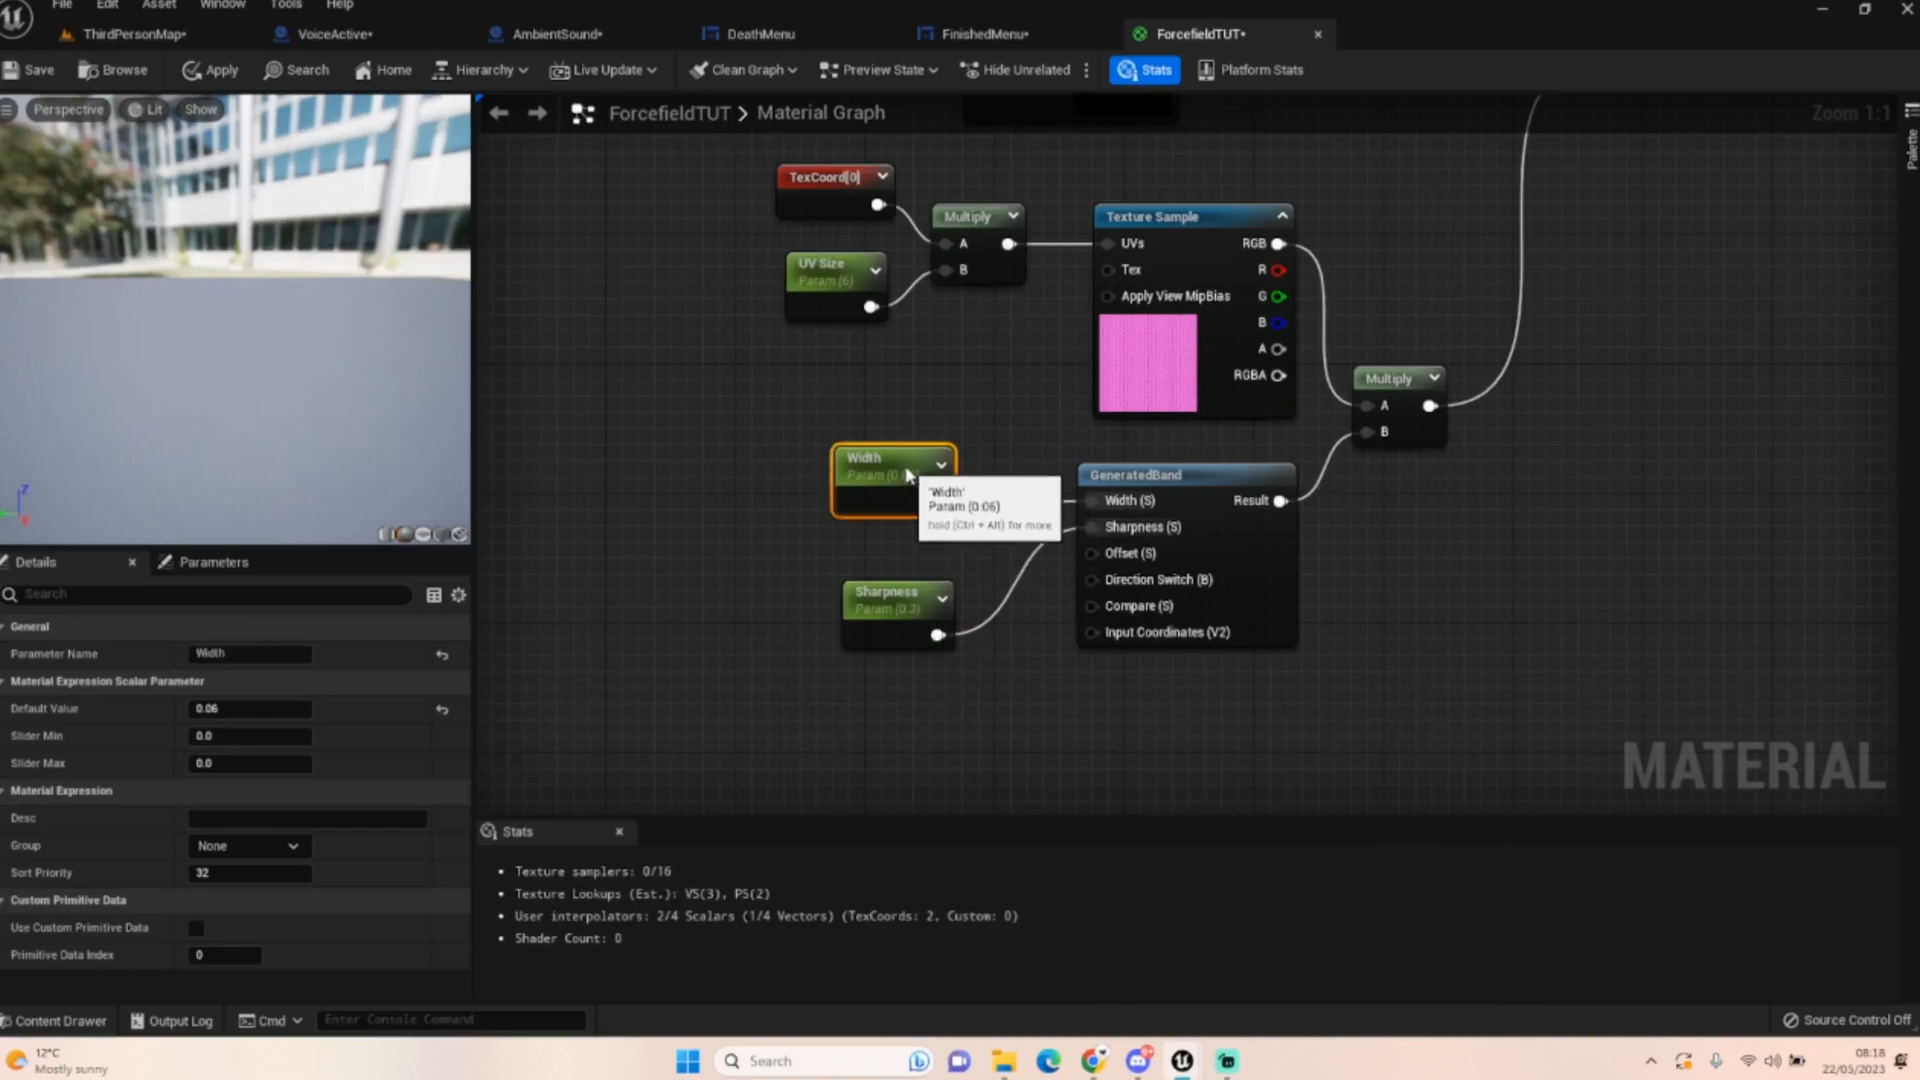 File Edit Asset Window Tools Help
ThirdPersonMap* VoiceActive* AmbientSound* DeathMenu FinishedMenu* ForcefieldTUT*
Save Browse Apply Search Home Hierarchy Live Update Clean Graph Preview State Hide Unrelated Stats Platform Stats
Perspective Lit Show
ForcefieldTUT Material Graph
Zoom 1:1
Palette
TexCoord[0]
UV Size
Param (6)
Multiply
A
B
Texture Sample
UVs RGB
Tex R
Apply View MipBias G
B
A
RGBA
Multiply
A
B
Width
Param (0.0
'Width'
Param (0.06)
hold (Ctrl + Alt) for more
Sharpness
Param (0.3)
GeneratedBand
Width (S) Result
Sharpness (S)
Offset (S)
Direction Switch (B)
Compare (S)
Input Coordinates (V2)
MATERIAL
Z
Details Parameters
Search
General
Parameter Name Width
Material Expression Scalar Parameter
Default Value 0.06
Slider Min 0.0
Slider Max 0.0
Material Expression
Desc
Group None
Sort Priority 32
Custom Primitive Data
Use Custom Primitive Data
Primitive Data Index 0
Stats
Texture samplers: 0/16
Texture Lookups (Est.): VS(3), PS(2)
User interpolators: 2/4 Scalars (1/4 Vectors) (TexCoords: 2, Custom: 0)
Shader Count: 0
Content Drawer Output Log Cmd Enter Console Command Source Control Off
12°C
Mostly sunny
Search
08:18
22/05/2023